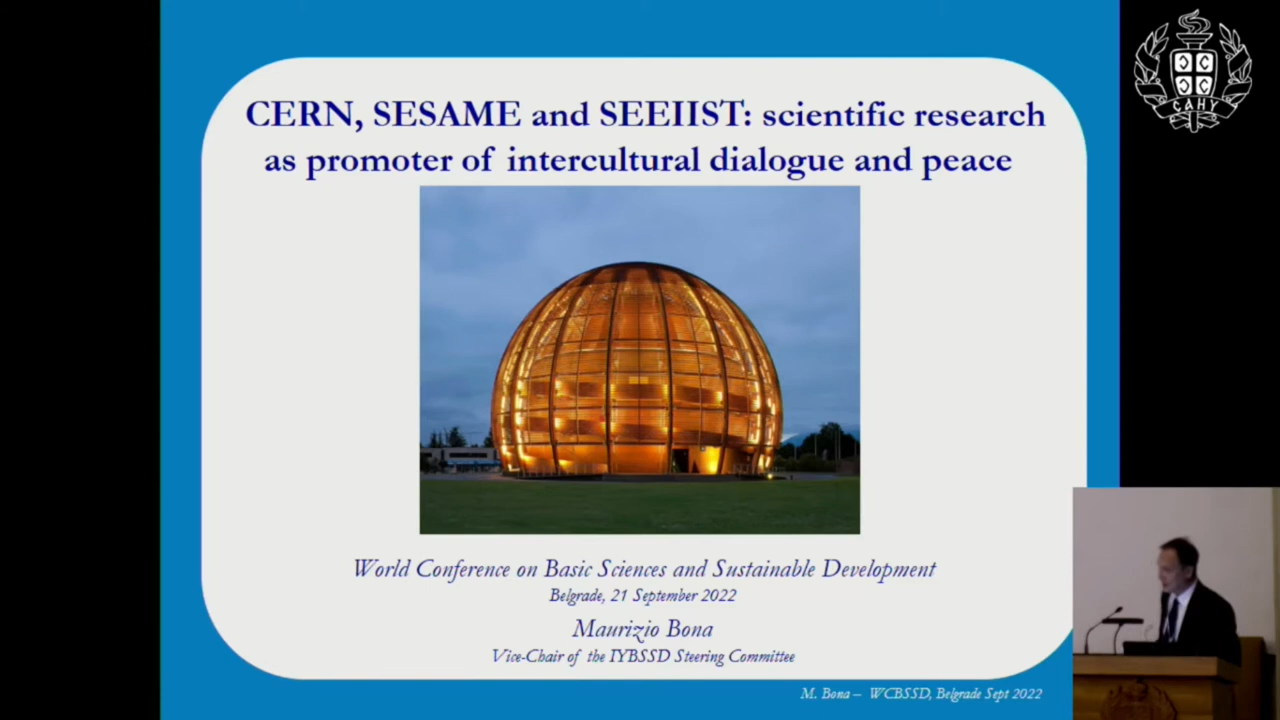 CERN, SESAME and SEEIIST: scientific research
as promoter of intercultural dialogue and peace
World Conference on Basic Sciences and Sustainable Development
Belgrade, 21 September 2022
Maurizio Bona
Vice-Chair of the IYBSSD Steering Committee
M. Bona – WCBSSD, Belgrade Sept 2022
САНУ